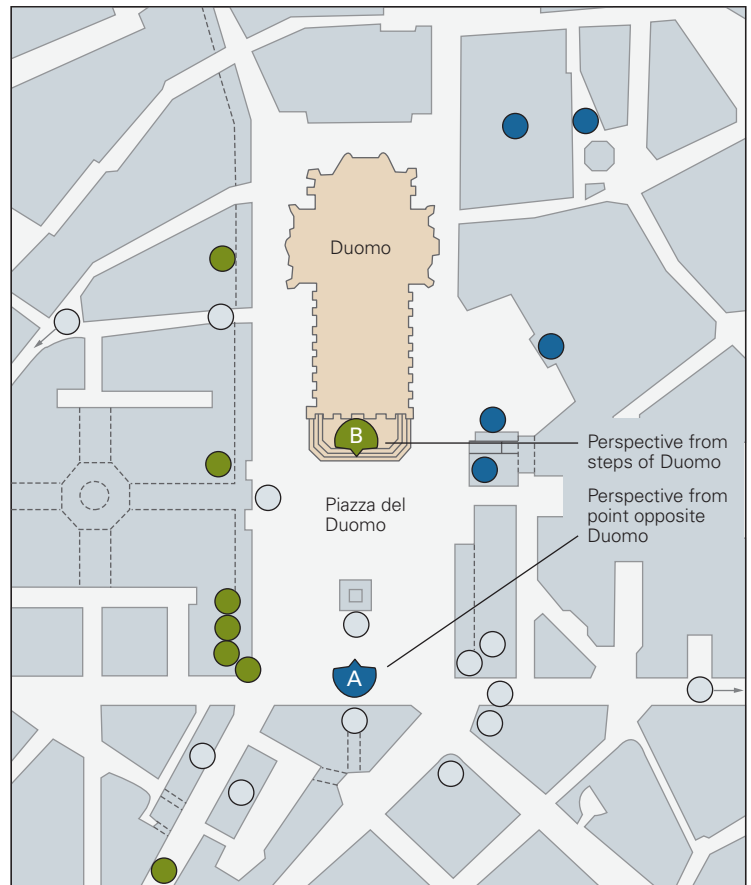 Duomo
B
Perspective from
steps of Duomo
Perspective from
point opposite
Duomo
Piazza del
Duomo
A